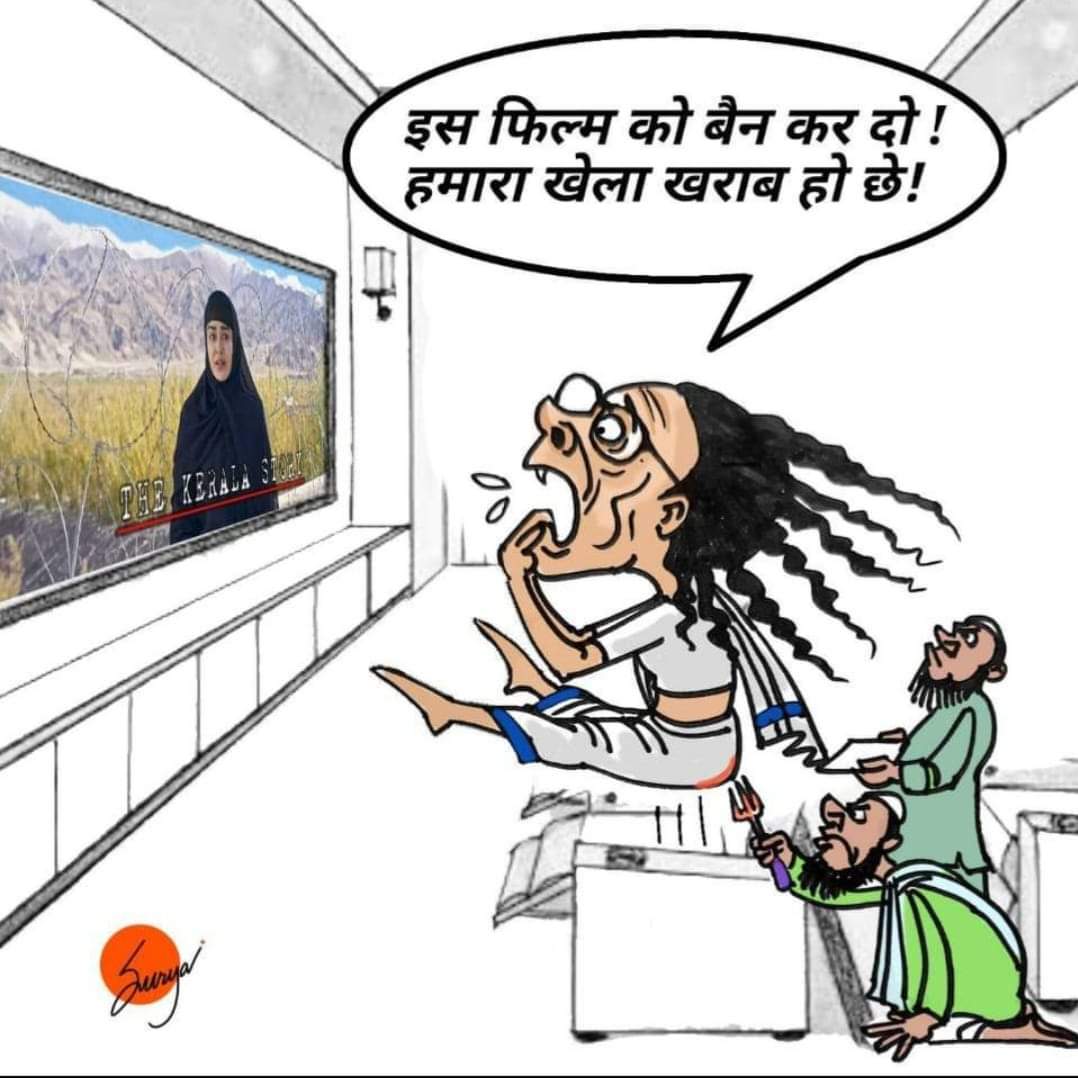 इस फिल्म को बैन कर दो !
हमारा खेला खराब हो छे!
THE KERALA STORY
Surya